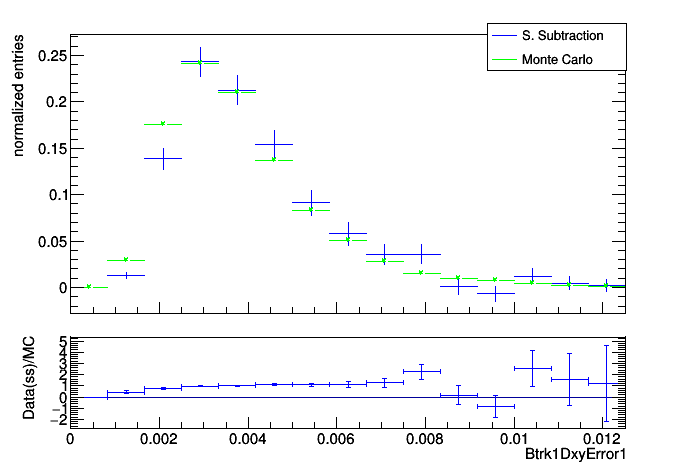 S. Subtraction
Monte Carlo
normalized entries
0.25
0.2
0.15
0.1
0.05
0
Data(ss)/MC
5
4
3
2
1
0
−1
−2
0 0.002 0.004 0.006 0.008 0.01 0.012
Btrk1DxyError1